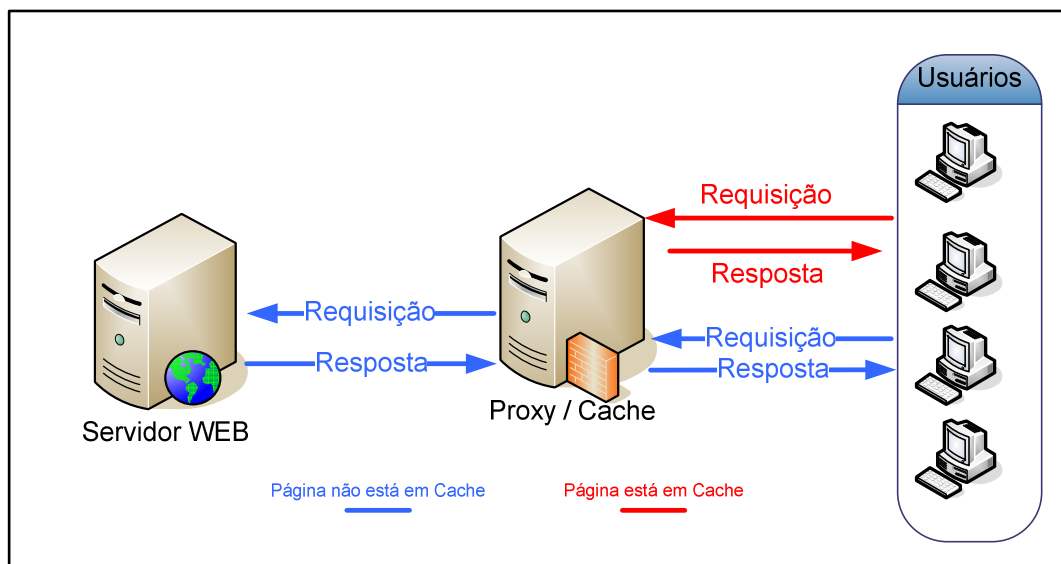 Usuários
Requisição
Resposta
Requisição
Resposta
Requisição
Resposta
Proxy / Cache
Servidor WEB
Página não está em Cache
Página está em Cache